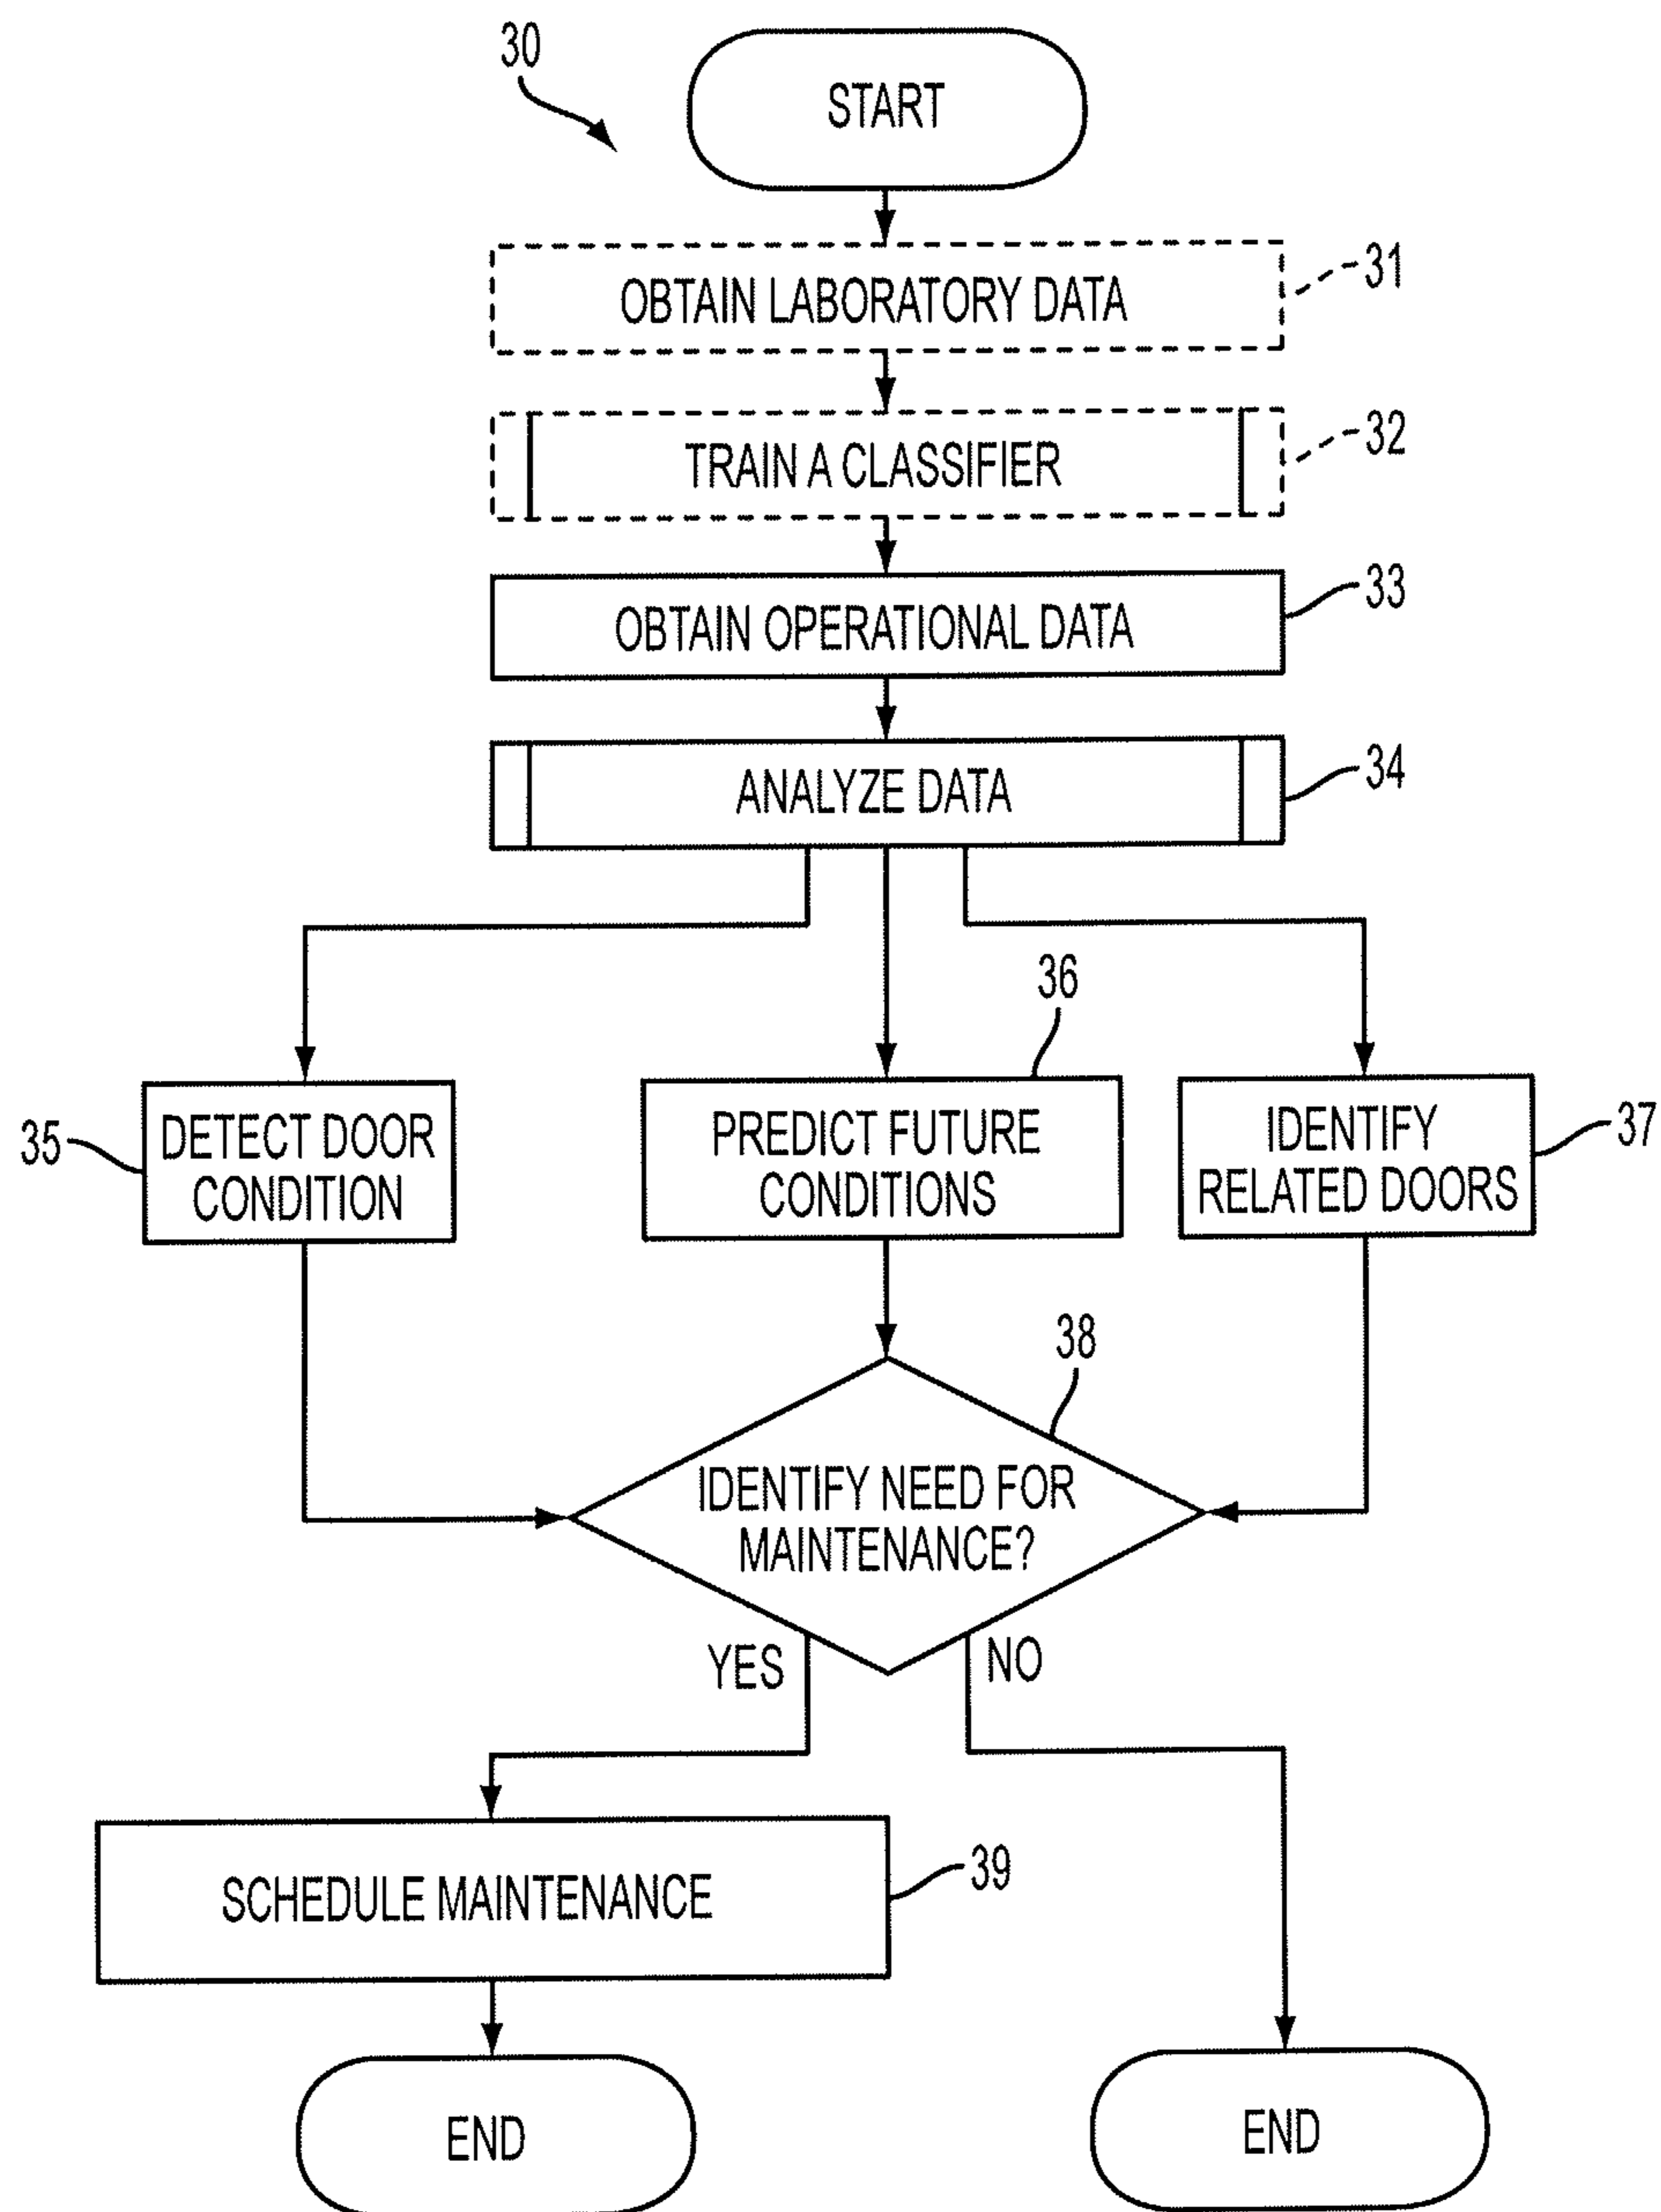 30
START
OBTAIN LABORATORY DATA
31
TRAIN A CLASSIFIER
32
OBTAIN OPERATIONAL DATA
33
ANALYZE DATA
34
35
DETECT DOOR
CONDITION
36
PREDICT FUTURE
CONDITIONS
IDENTIFY
RELATED DOORS
37
38
IDENTIFY NEED FOR
MAINTENANCE?
YES
NO
SCHEDULE MAINTENANCE
39
END
END